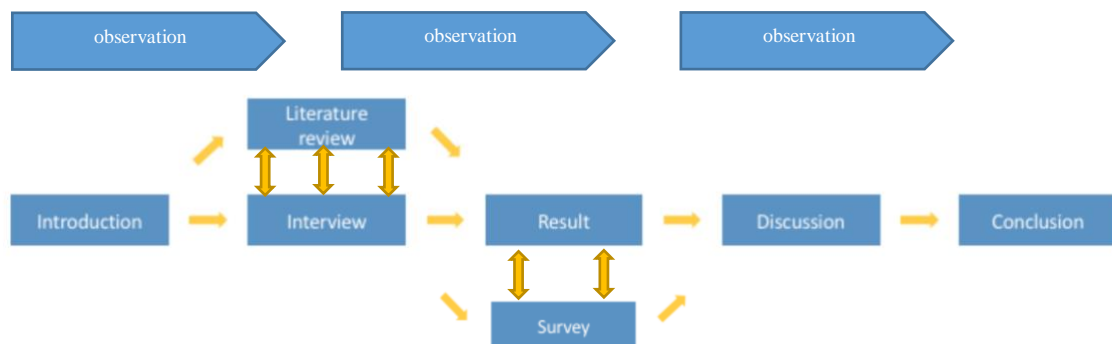 observation
observation
observation
Literature
review
Introduction
Interview
Result
Discussion
Conclusion
Survey